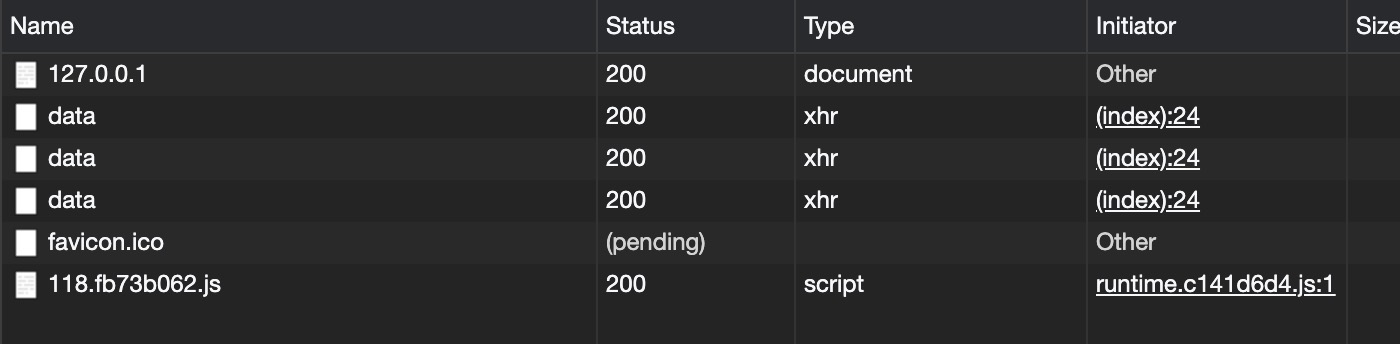 Name Status Type Initiator Size
127.0.0.1 200 document Other
data 200 xhr (index):24
data 200 xhr (index):24
data 200 xhr (index):24
favicon.ico (pending) Other
118.fb73b062.js 200 script runtime.c141d6d4.js:1